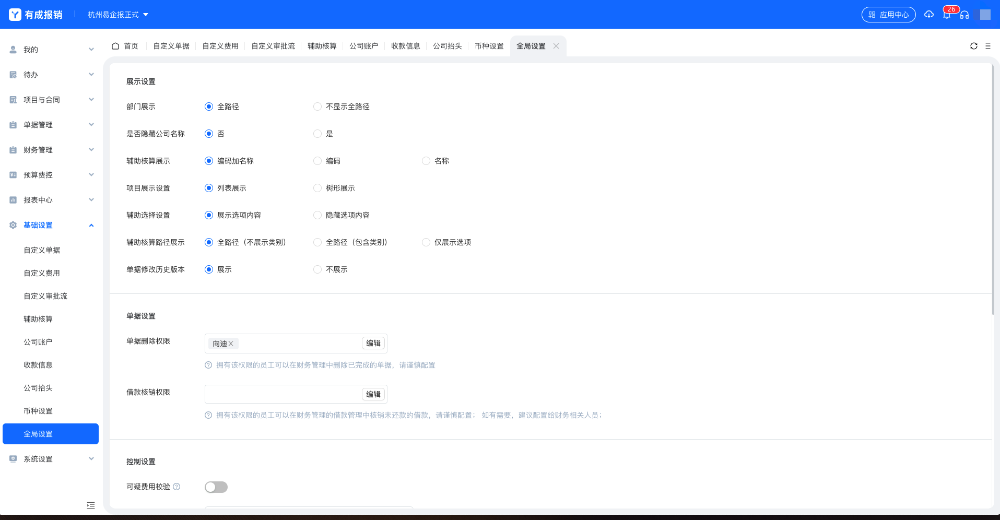 有成报销
杭州易企报正式
应用中心
26
我的
待办
项目与合同
单据管理
财务管理
预算费控
报表中心
基础设置
自定义单据
自定义费用
自定义审批流
辅助核算
公司账户
收款信息
公司抬头
币种设置
全局设置
系统设置
首页 自定义单据 自定义费用 自定义审批流 辅助核算 公司账户 收款信息 公司抬头 币种设置 全局设置
展示设置
部门展示 全路径 不显示全路径
是否隐藏公司名称 否 是
辅助核算展示 编码加名称 编码 名称
项目展示设置 列表展示 树形展示
辅助选择设置 展示选项内容 隐藏选项内容
辅助核算路径展示 全路径（不展示类别） 全路径（包含类别） 仅展示选项
单据修改历史版本 展示 不展示
单据设置
单据删除权限 向迪 编辑
拥有该权限的员工可以在财务管理中删除已完成的单据，请谨慎配置
借款核销权限 编辑
拥有该权限的员工可以在财务管理的借款管理中核销未还款的借款，请谨慎配置； 如有需要，建议配置给财务相关人员；
控制设置
可疑费用校验